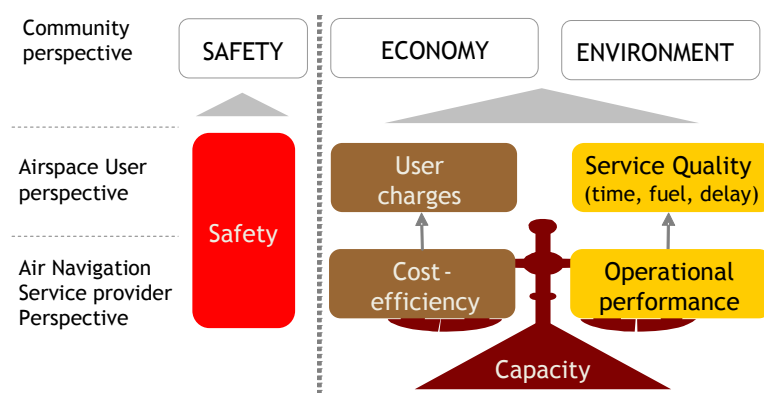 Community
perspective
SAFETY
ECONOMY
ENVIRONMENT
Airspace User
perspective
User
charges
Service Quality
(time, fuel, delay)
Safety
Air Navigation
Service provider
Perspective
Cost-
efficiency
Operational
performance
Capacity